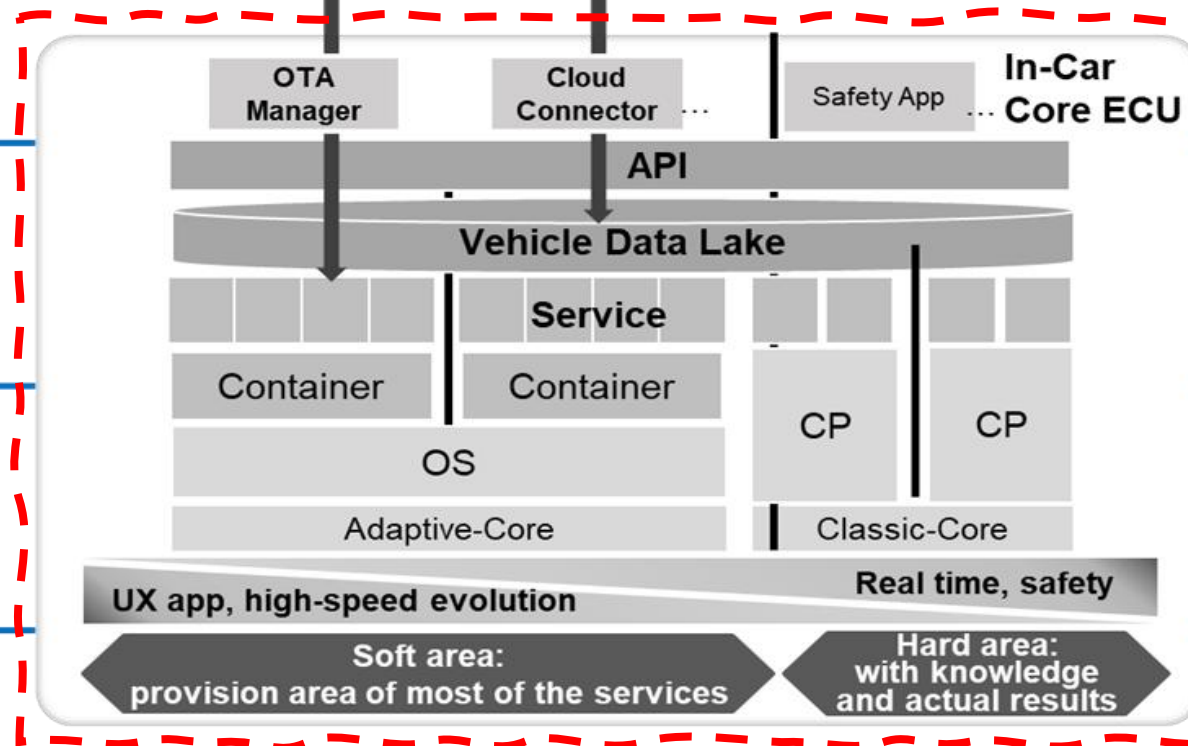 OTA
Manager
Cloud
Connector ...
Safety App
... In-Car
Core ECU
API
Vehicle Data Lake
Service
Container
Container
CP
CP
OS
Adaptive-Core
Classic-Core
UX app, high-speed evolution
Real time, safety
Soft area:
provision area of most of the services
Hard area:
with knowledge
and actual results